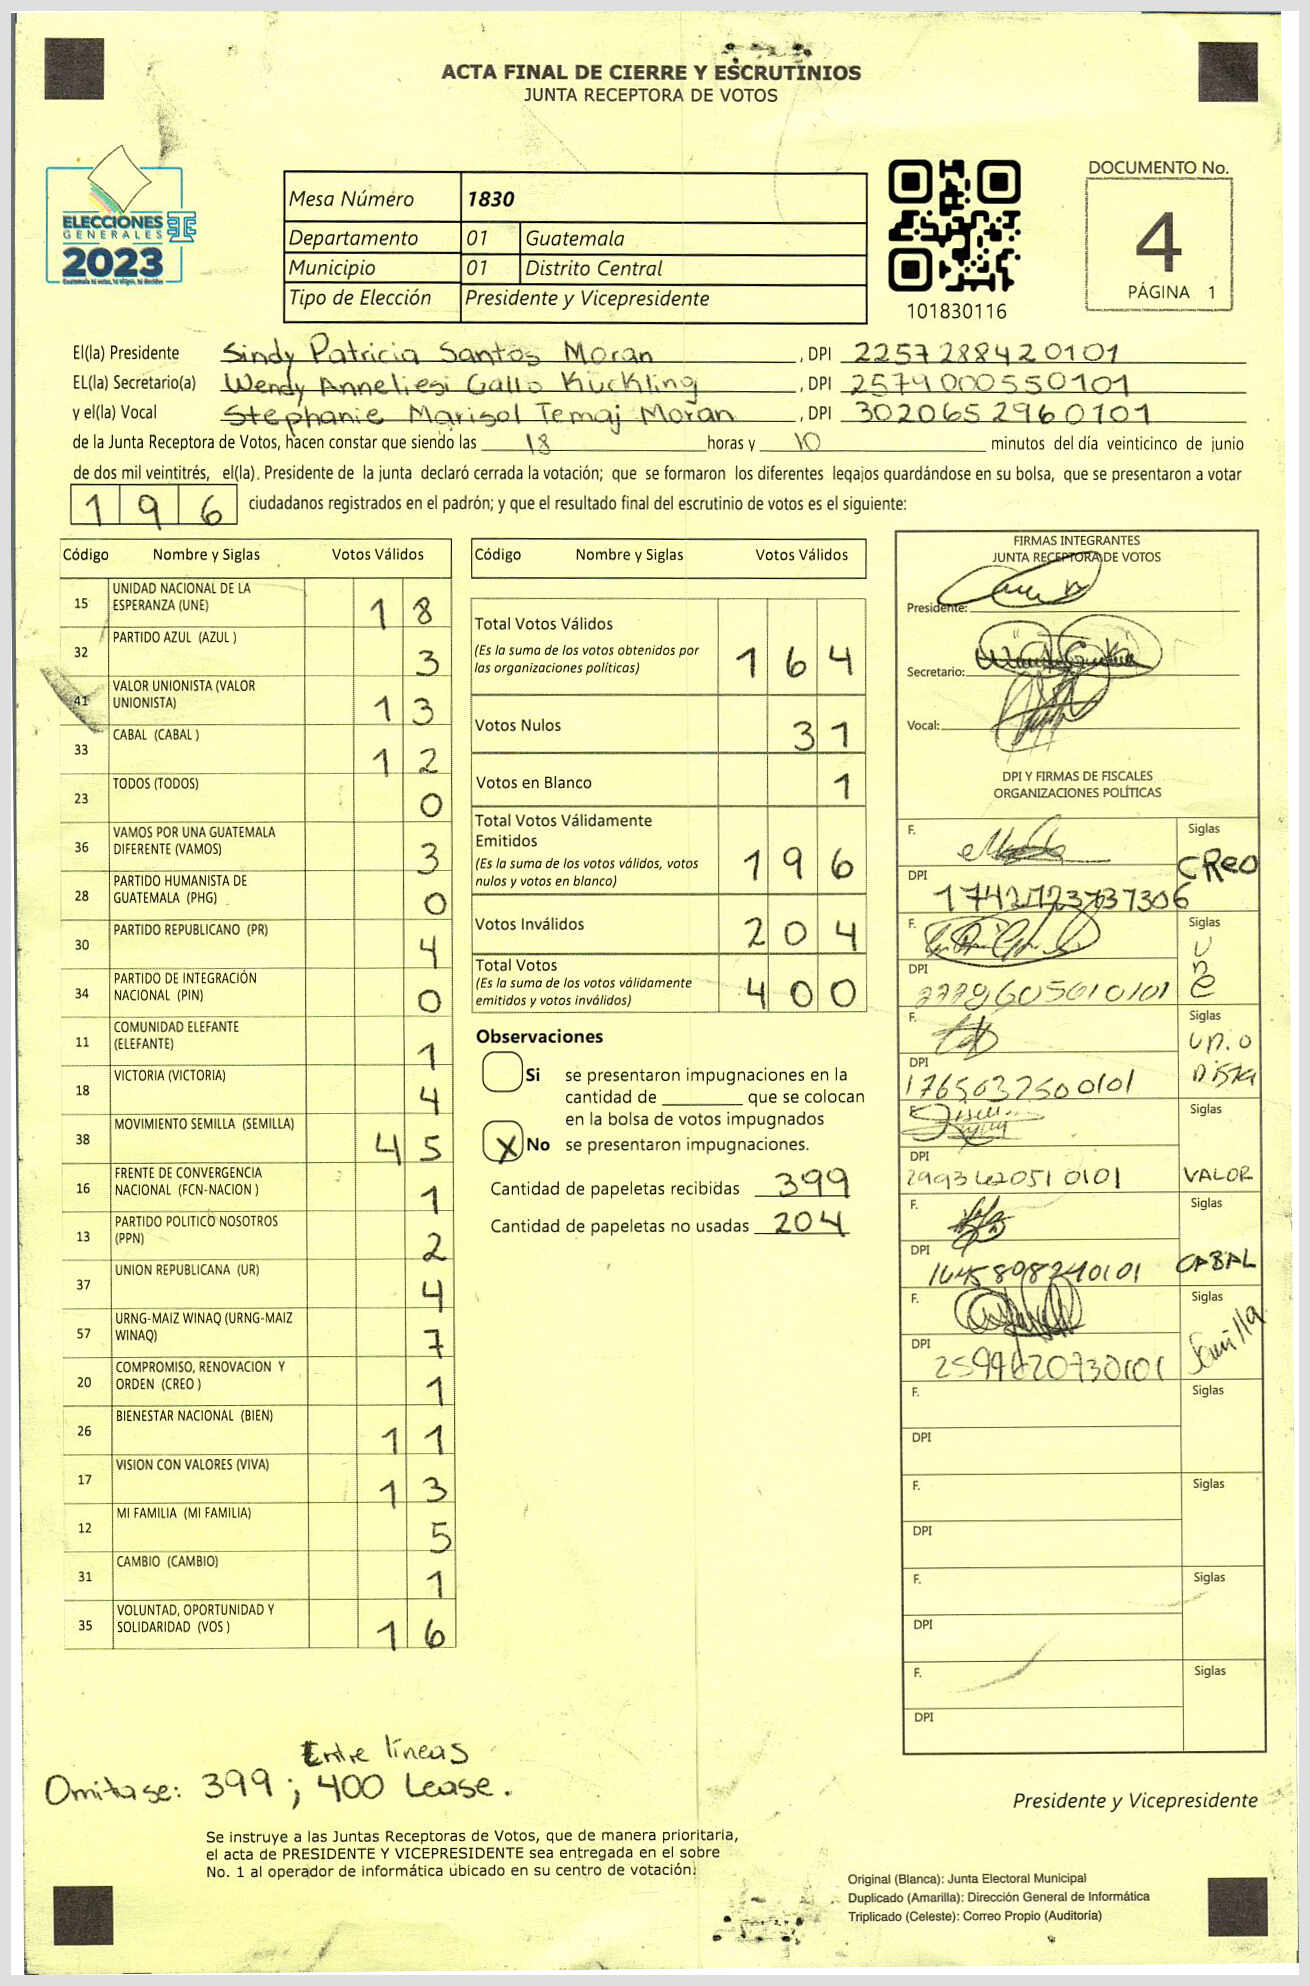 ACTA FINAL DE CIERRE Y ESCRUTINIOS
JUNTA RECEPTORA DE VOTOS
ELECCIONES
GENERALES
2023
Mesa Número 1830
Departamento 01 Guatemala
Municipio 01 Distrito Central
Tipo de Elección Presidente y Vicepresidente
101830116
DOCUMENTO No.
4
PÁGINA 1
El(la) Presidente Sindy Patricia Santos Moran , DPI 2257288420101
EL(la) Secretario(a) Wendy Anneliesi Gallo Kuckling , DPI 2579000550101
y el(la) Vocal Stephanie Marisol Temaj Moran , DPI 3020652960101
de la Junta Receptora de Votos, hacen constar que siendo las 18 horas y 10 minutos del día veinticinco de junio
de dos mil veintitrés, el(la). Presidente de la junta declaró cerrada la votación; que se formaron los diferentes legajos guardándose en su bolsa, que se presentaron a votar
196 ciudadanos registrados en el padrón; y que el resultado final del escrutinio de votos es el siguiente:
Código Nombre y Siglas Votos Válidos
15 UNIDAD NACIONAL DE LA ESPERANZA (UNE) 18
32 PARTIDO AZUL (AZUL ) 3
41 VALOR UNIONISTA (VALOR UNIONISTA) 13
33 CABAL (CABAL ) 12
23 TODOS (TODOS) 0
36 VAMOS POR UNA GUATEMALA DIFERENTE (VAMOS) 3
28 PARTIDO HUMANISTA DE GUATEMALA (PHG) 0
30 PARTIDO REPUBLICANO (PR) 4
34 PARTIDO DE INTEGRACIÓN NACIONAL (PIN) 0
11 COMUNIDAD ELEFANTE (ELEFANTE) 1
18 VICTORIA (VICTORIA) 4
38 MOVIMIENTO SEMILLA (SEMILLA) 45
16 FRENTE DE CONVERGENCIA NACIONAL (FCN-NACION ) 1
13 PARTIDO POLITICO NOSOTROS (PPN) 2
37 UNION REPUBLICANA (UR) 4
57 URNG-MAIZ WINAQ (URNG-MAIZ WINAQ) 7
20 COMPROMISO, RENOVACION Y ORDEN (CREO ) 1
26 BIENESTAR NACIONAL (BIEN) 11
17 VISION CON VALORES (VIVA) 13
12 MI FAMILIA (MI FAMILIA) 5
31 CAMBIO (CAMBIO) 1
35 VOLUNTAD, OPORTUNIDAD Y SOLIDARIDAD (VOS ) 16
Código Nombre y Siglas Votos Válidos
Total Votos Válidos 164
(Es la suma de los votos obtenidos por
las organizaciones políticas)
Votos Nulos 31
Votos en Blanco 1
Total Votos Válidamente
Emitidos 196
(Es la suma de los votos válidos, votos
nulos y votos en blanco)
Votos Inválidos 204
Total Votos 400
(Es la suma de los votos válidamente
emitidos y votos inválidos)
Observaciones
Si se presentaron impugnaciones en la
cantidad de ________ que se colocan
en la bolsa de votos impugnados
X No se presentaron impugnaciones.
Cantidad de papeletas recibidas 399
Cantidad de papeletas no usadas 204
FIRMAS INTEGRANTES
JUNTA RECEPTORA DE VOTOS
Presidente:
Secretario:
Vocal:
DPI Y FIRMAS DE FISCALES
ORGANIZACIONES POLÍTICAS
F. Siglas CREO
DPI
F. Siglas une
DPI
F. Siglas unio nista
DPI 1765032500101
F. Siglas VALOR
DPI
F. Siglas CABAL
DPI
F. Siglas Semilla
DPI
F. Siglas
DPI
F. Siglas
DPI
F. Siglas
DPI
F. Siglas
DPI
Entre líneas
Omitase: 399 ; 400 Lease.
Presidente y Vicepresidente
Se instruye a las Juntas Receptoras de Votos, que de manera prioritaria,
el acta de PRESIDENTE Y VICEPRESIDENTE sea entregada en el sobre
No. 1 al operador de informática ubicado en su centro de votación.
Original (Blanca): Junta Electoral Municipal
Duplicado (Amarilla): Dirección General de Informática
Triplicado (Celeste): Correo Propio (Auditoria)